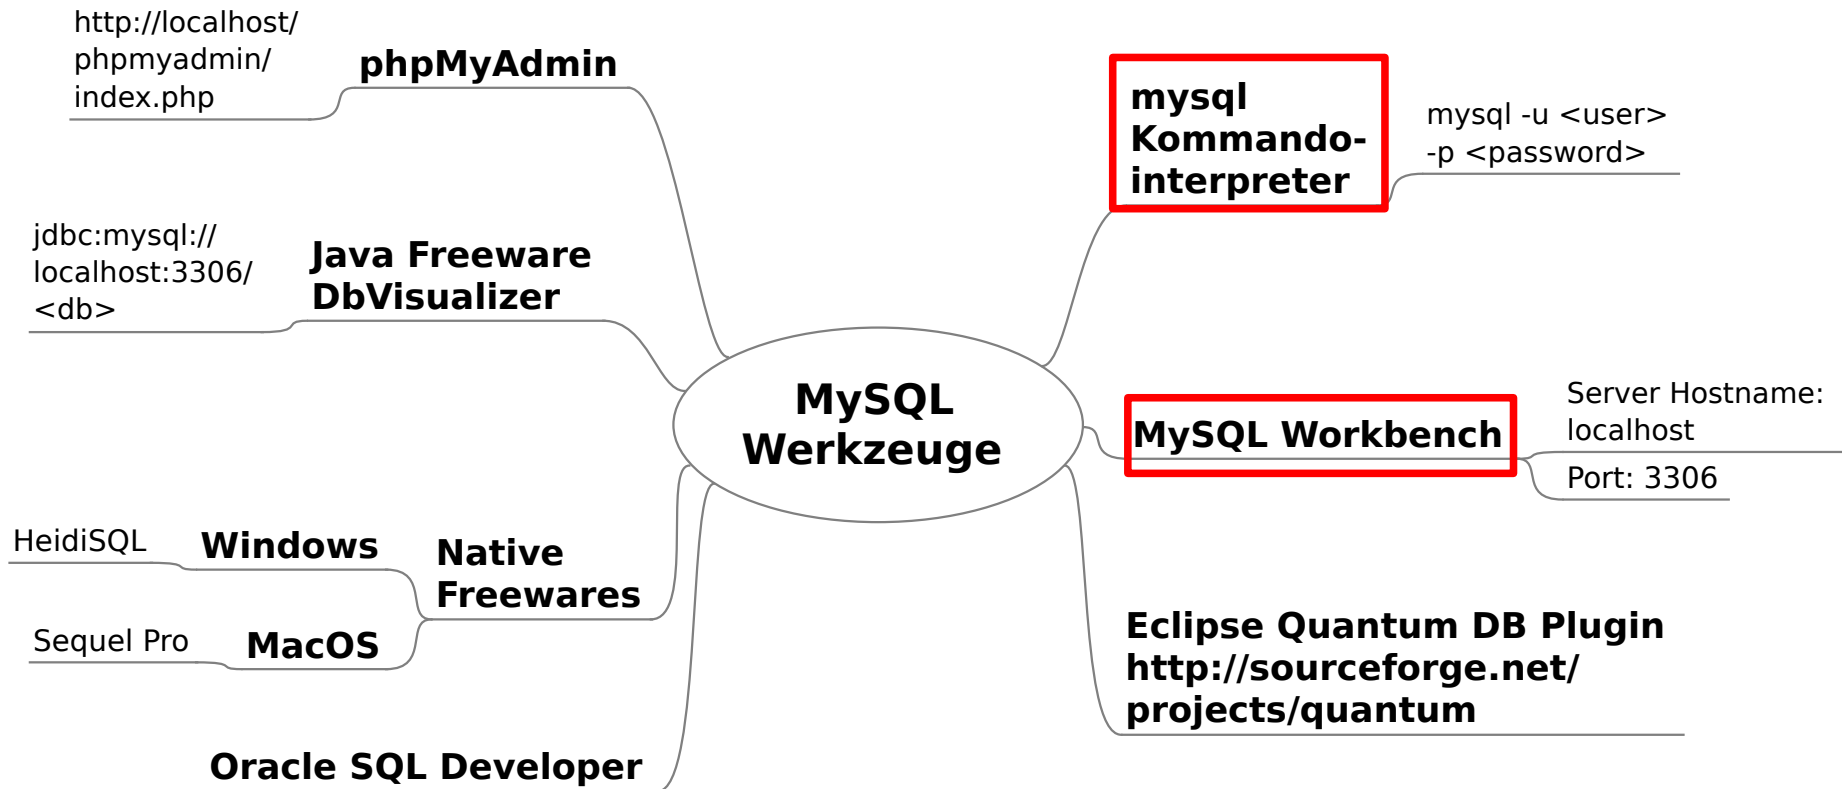 http://localhost/
phpmyadmin/
index.php
phpMyAdmin
jdbc:mysql://
localhost:3306/
<db>
Java Freeware
DbVisualizer
MySQL
Werkzeuge
HeidiSQL
Windows
Sequel Pro
MacOS
Native
Freewares
Oracle SQL Developer
mysql
Kommando-
interpreter
mysql -u <user>
-p <password>
MySQL Workbench
Server Hostname:
localhost
Port: 3306
Eclipse Quantum DB Plugin
http://sourceforge.net/
projects/quantum